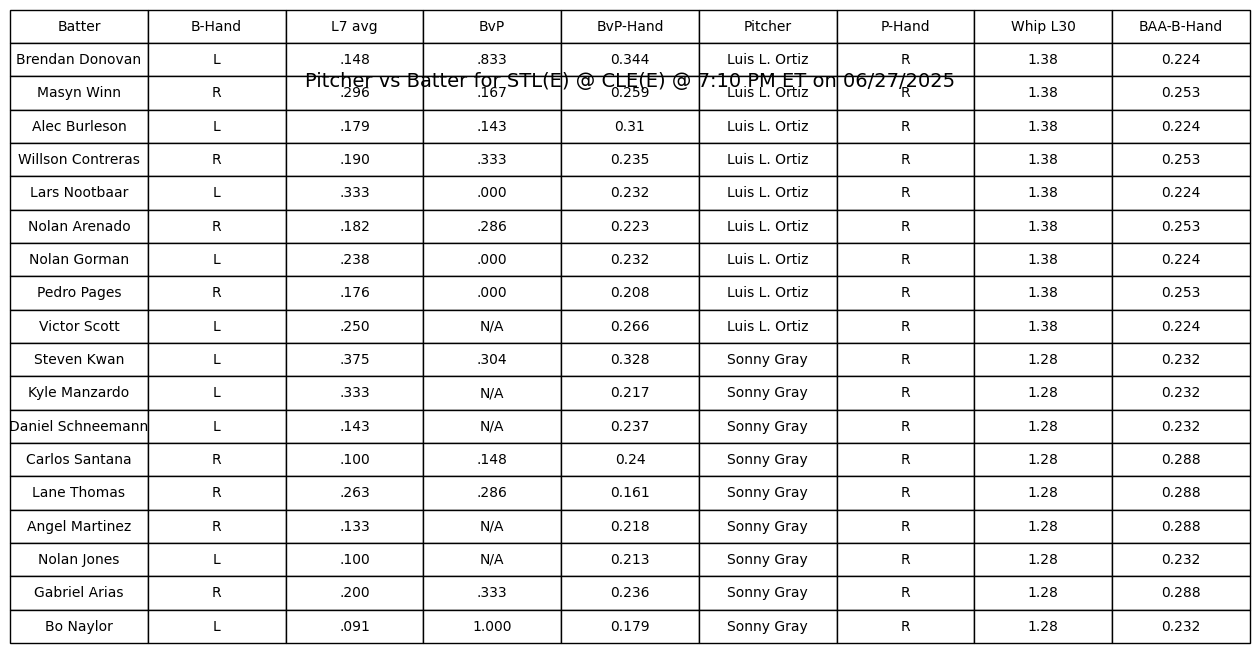 Batter B-Hand L7 avg BvP BvP-Hand Pitcher P-Hand Whip L30 BAA-B-Hand
Brendan Donovan L .148 .833 0.344 Luis L. Ortiz R 1.38 0.224
Pitcher vs Batter for STL(E) @ CLE(E) @ 7:10 PM ET on 06/27/2025
Masyn Winn R .296 .167 0.259 Luis L. Ortiz R 1.38 0.253
Alec Burleson L .179 .143 0.31 Luis L. Ortiz R 1.38 0.224
Willson Contreras R .190 .333 0.235 Luis L. Ortiz R 1.38 0.253
Lars Nootbaar L .333 .000 0.232 Luis L. Ortiz R 1.38 0.224
Nolan Arenado R .182 .286 0.223 Luis L. Ortiz R 1.38 0.253
Nolan Gorman L .238 .000 0.232 Luis L. Ortiz R 1.38 0.224
Pedro Pages R .176 .000 0.208 Luis L. Ortiz R 1.38 0.253
Victor Scott L .250 N/A 0.266 Luis L. Ortiz R 1.38 0.224
Steven Kwan L .375 .304 0.328 Sonny Gray R 1.28 0.232
Kyle Manzardo L .333 N/A 0.217 Sonny Gray R 1.28 0.232
Daniel Schneemann L .143 N/A 0.237 Sonny Gray R 1.28 0.232
Carlos Santana R .100 .148 0.24 Sonny Gray R 1.28 0.288
Lane Thomas R .263 .286 0.161 Sonny Gray R 1.28 0.288
Angel Martinez R .133 N/A 0.218 Sonny Gray R 1.28 0.288
Nolan Jones L .100 N/A 0.213 Sonny Gray R 1.28 0.232
Gabriel Arias R .200 .333 0.236 Sonny Gray R 1.28 0.288
Bo Naylor L .091 1.000 0.179 Sonny Gray R 1.28 0.232